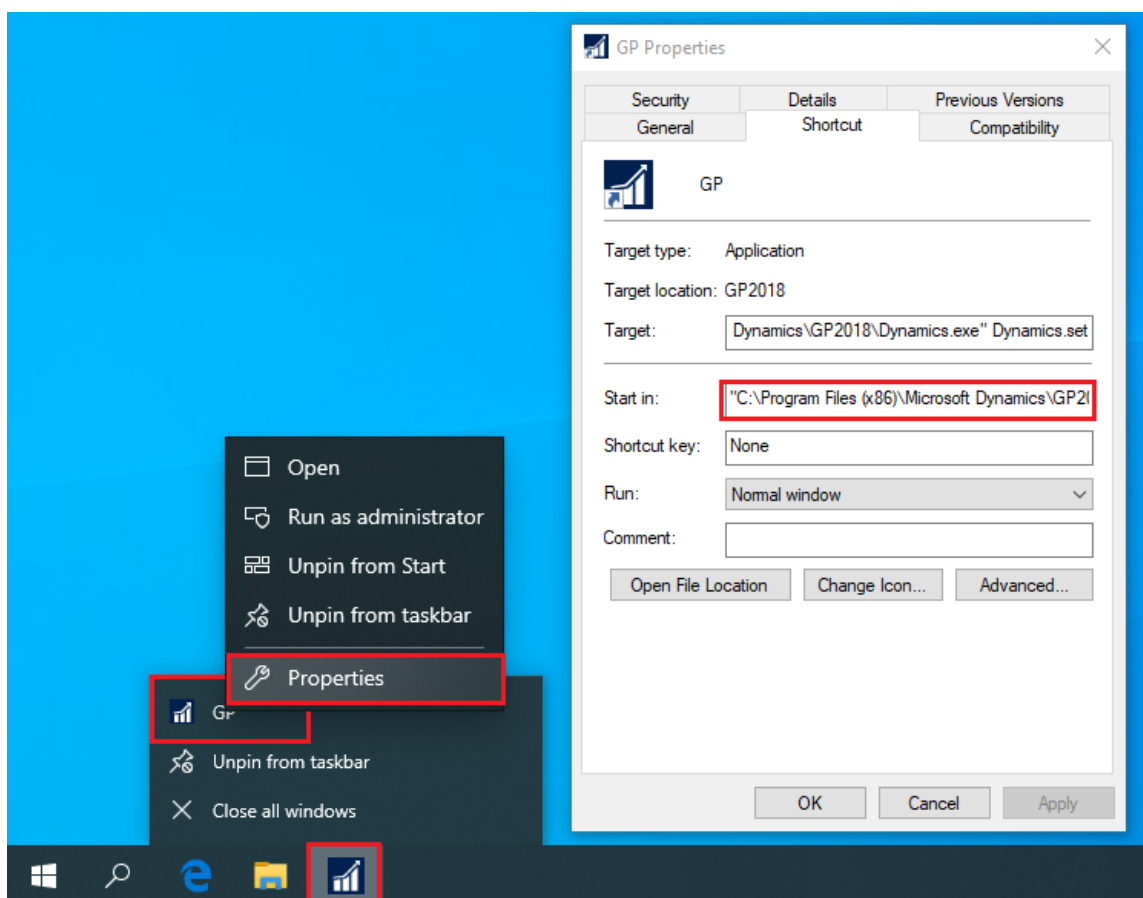 GP Properties
Security Details Previous Versions
General Shortcut Compatibility
GP
Target type: Application
Target location: GP2018
Target: Dynamics\GP2018\Dynamics.exe" Dynamics.set
Start in: "C:\Program Files (x86)\Microsoft Dynamics\GP20
Shortcut key: None
Run: Normal window
Comment:
Open File Location Change Icon... Advanced...
OK Cancel Apply
Open
Run as administrator
Unpin from Start
Unpin from taskbar
Properties
GP
Unpin from taskbar
Close all windows